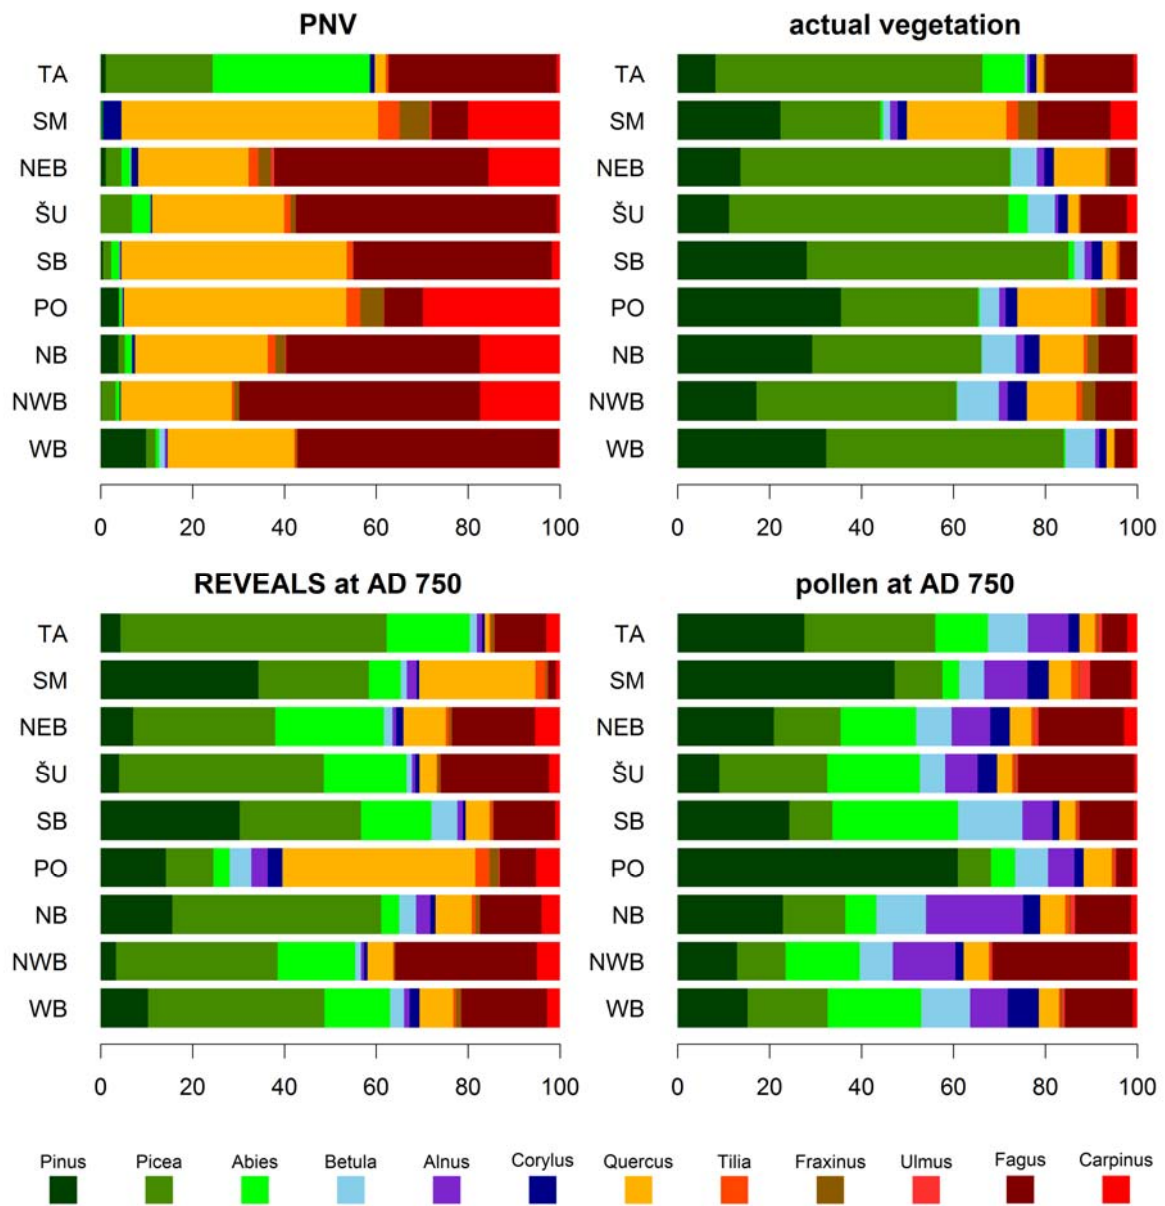 PNV
actual vegetation
TA
SM
NEB
ŠU
SB
PO
NB
NWB
WB
0 20 40 60 80 100
TA
SM
NEB
ŠU
SB
PO
NB
NWB
WB
0 20 40 60 80 100
REVEALS at AD 750
pollen at AD 750
TA
SM
NEB
ŠU
SB
PO
NB
NWB
WB
0 20 40 60 80 100
TA
SM
NEB
ŠU
SB
PO
NB
NWB
WB
0 20 40 60 80 100
Pinus Picea Abies Betula Alnus Corylus Quercus Tilia Fraxinus Ulmus Fagus Carpinus